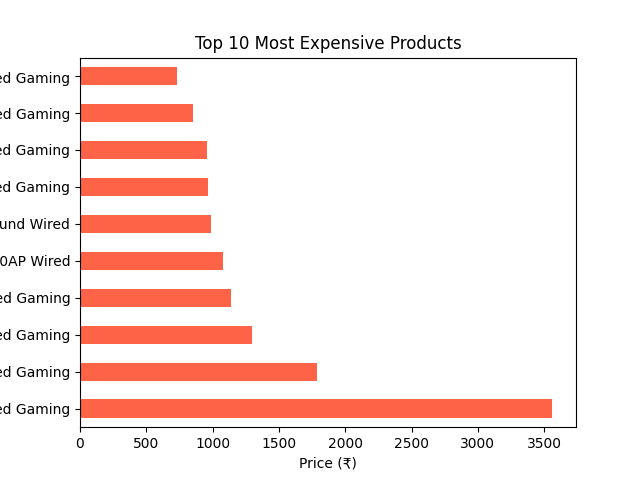 Top 10 Most Expensive Products
ed Gaming
ed Gaming
ed Gaming
ed Gaming
und Wired
0AP Wired
ed Gaming
ed Gaming
ed Gaming
ed Gaming
0 500 1000 1500 2000 2500 3000 3500
Price (₹)